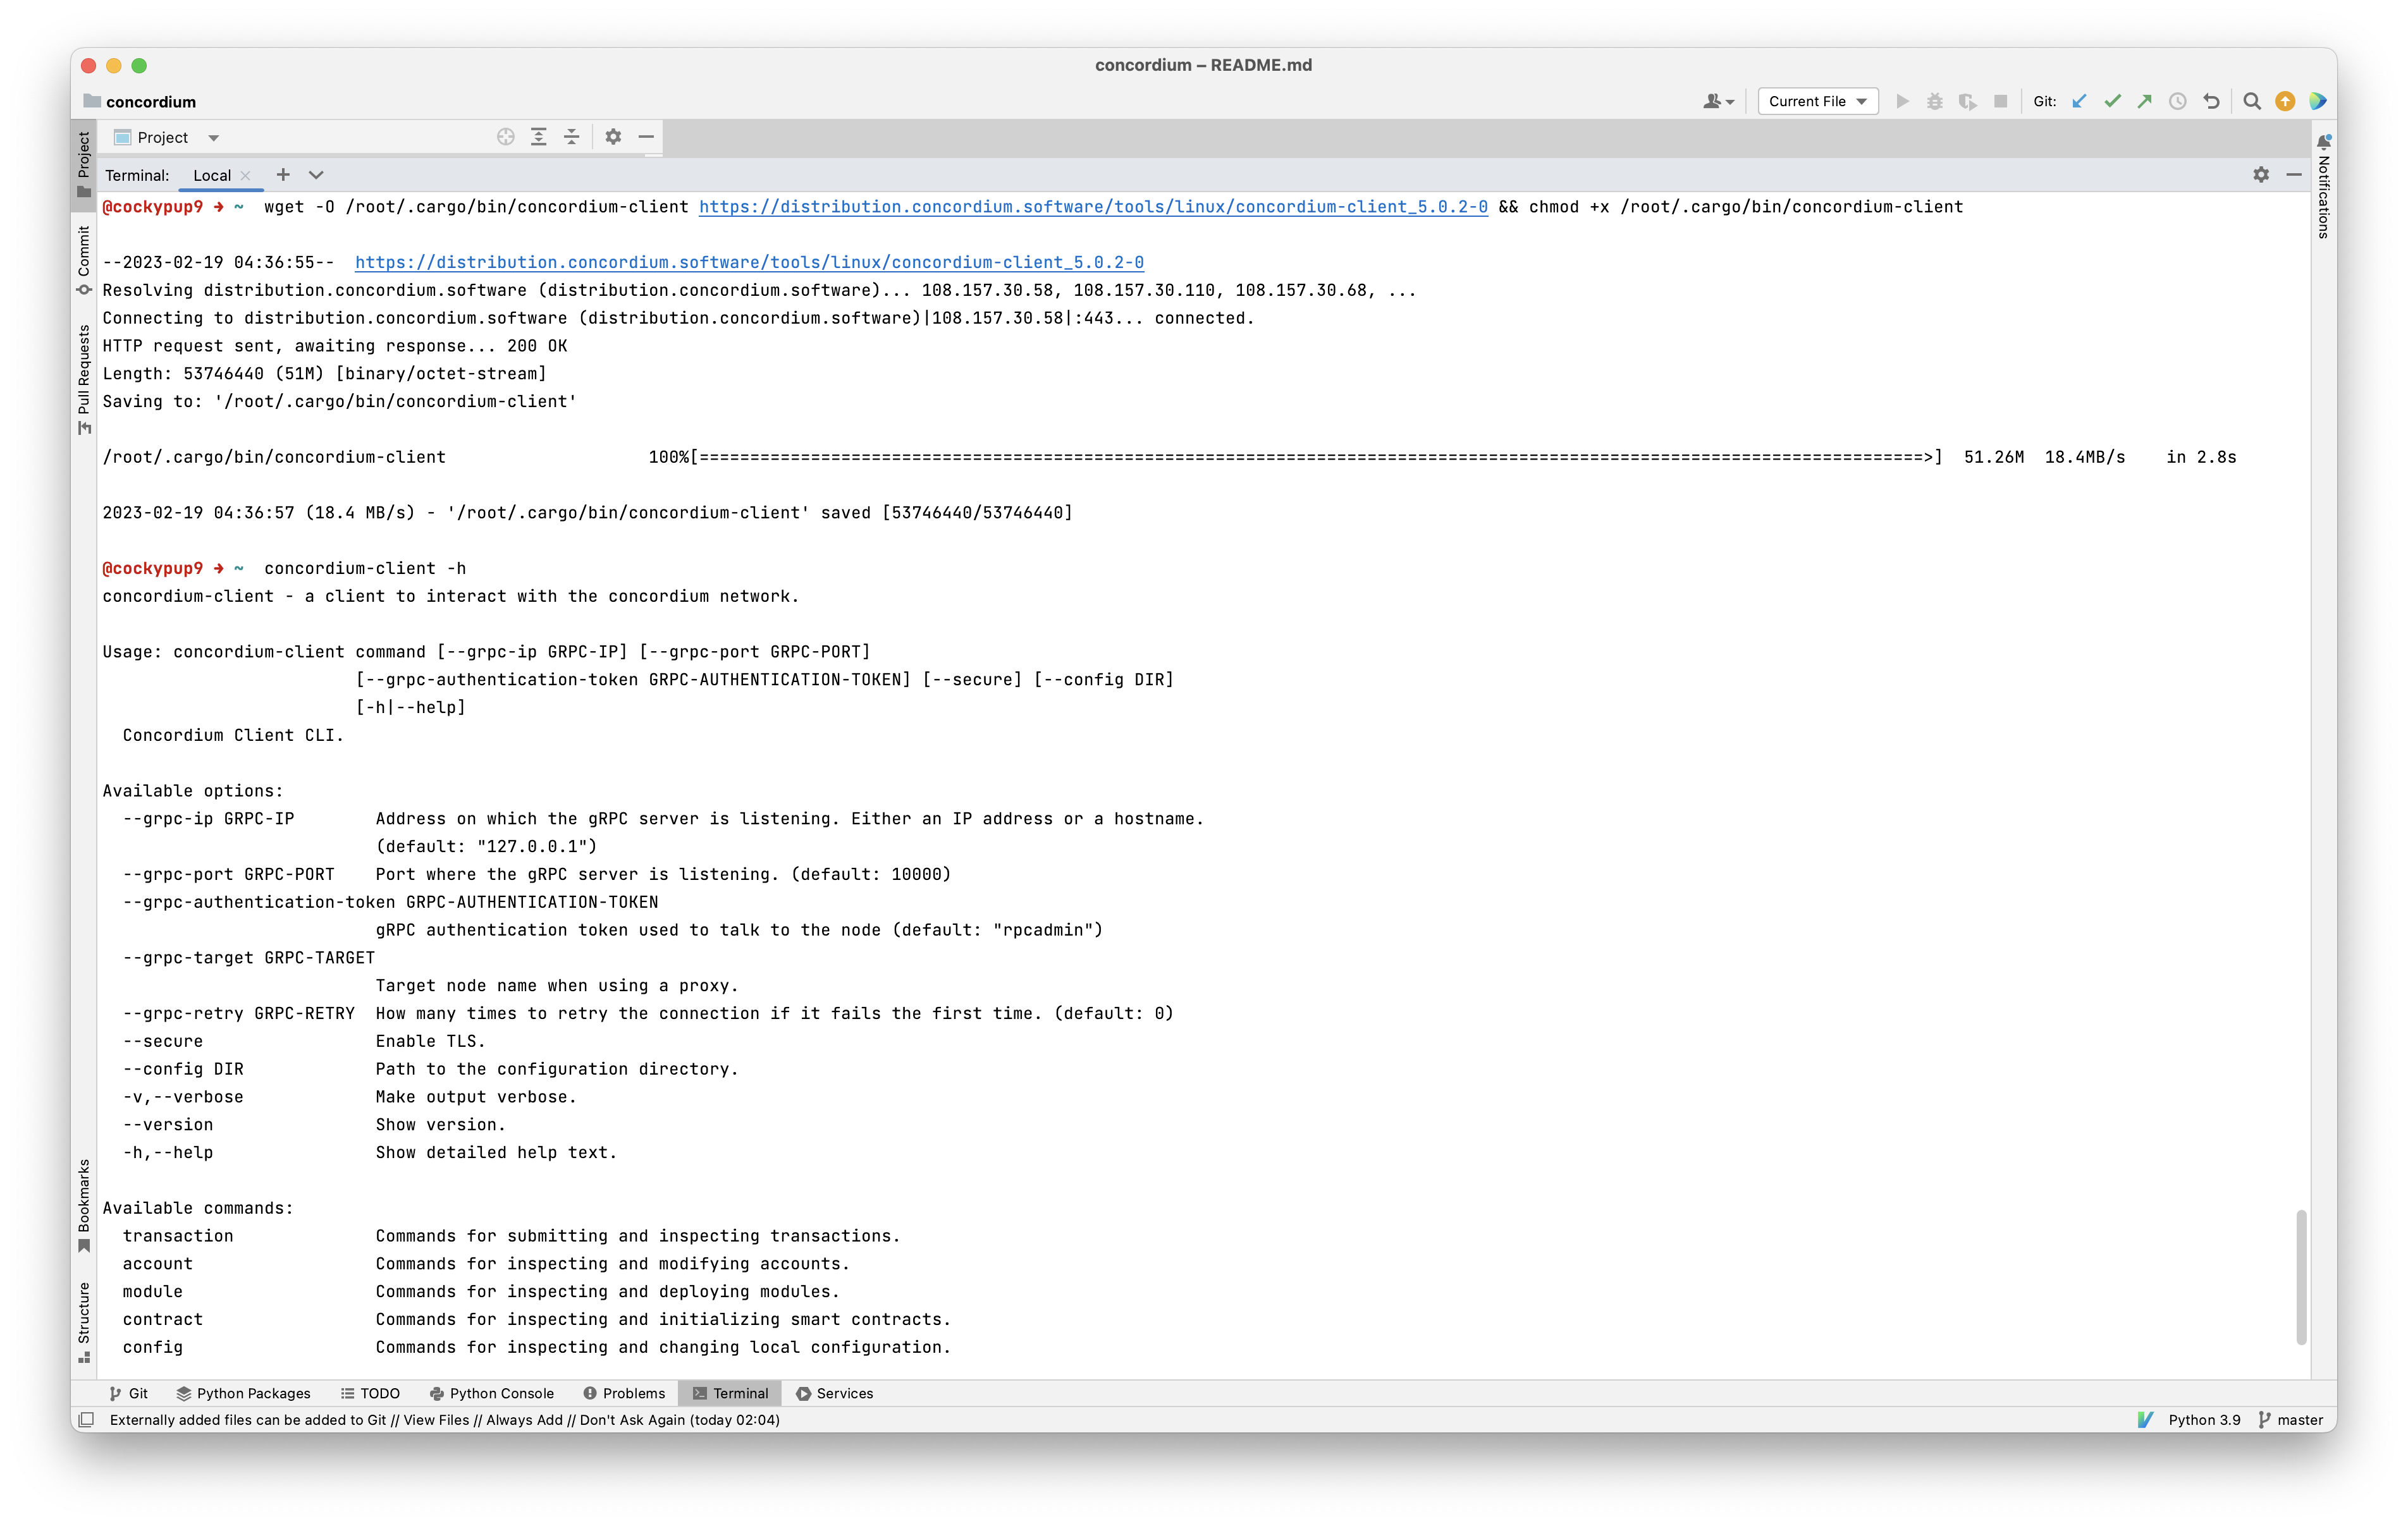 concordium – README.md
concordium
Current File
Git:
Project
Project
Commit
Pull Requests
Bookmarks
Structure
Notifications
Terminal: Local
@cockypup9 → ~ wget -O /root/.cargo/bin/concordium-client https://distribution.concordium.software/tools/linux/concordium-client_5.0.2-0 && chmod +x /root/.cargo/bin/concordium-client
--2023-02-19 04:36:55-- https://distribution.concordium.software/tools/linux/concordium-client_5.0.2-0
Resolving distribution.concordium.software (distribution.concordium.software)... 108.157.30.58, 108.157.30.110, 108.157.30.68, ...
Connecting to distribution.concordium.software (distribution.concordium.software)|108.157.30.58|:443... connected.
HTTP request sent, awaiting response... 200 OK
Length: 53746440 (51M) [binary/octet-stream]
Saving to: '/root/.cargo/bin/concordium-client'
/root/.cargo/bin/concordium-client 100%[=========================================================================================================================>] 51.26M 18.4MB/s in 2.8s
2023-02-19 04:36:57 (18.4 MB/s) - '/root/.cargo/bin/concordium-client' saved [53746440/53746440]
@cockypup9 → ~ concordium-client -h
concordium-client - a client to interact with the concordium network.
Usage: concordium-client command [--grpc-ip GRPC-IP] [--grpc-port GRPC-PORT]
[--grpc-authentication-token GRPC-AUTHENTICATION-TOKEN] [--secure] [--config DIR]
[-h|--help]
Concordium Client CLI.
Available options:
--grpc-ip GRPC-IP Address on which the gRPC server is listening. Either an IP address or a hostname.
(default: "127.0.0.1")
--grpc-port GRPC-PORT Port where the gRPC server is listening. (default: 10000)
--grpc-authentication-token GRPC-AUTHENTICATION-TOKEN
gRPC authentication token used to talk to the node (default: "rpcadmin")
--grpc-target GRPC-TARGET
Target node name when using a proxy.
--grpc-retry GRPC-RETRY How many times to retry the connection if it fails the first time. (default: 0)
--secure Enable TLS.
--config DIR Path to the configuration directory.
-v,--verbose Make output verbose.
--version Show version.
-h,--help Show detailed help text.
Available commands:
transaction Commands for submitting and inspecting transactions.
account Commands for inspecting and modifying accounts.
module Commands for inspecting and deploying modules.
contract Commands for inspecting and initializing smart contracts.
config Commands for inspecting and changing local configuration.
Git Python Packages TODO Python Console Problems Terminal Services
Externally added files can be added to Git // View Files // Always Add // Don't Ask Again (today 02:04)
Python 3.9 master